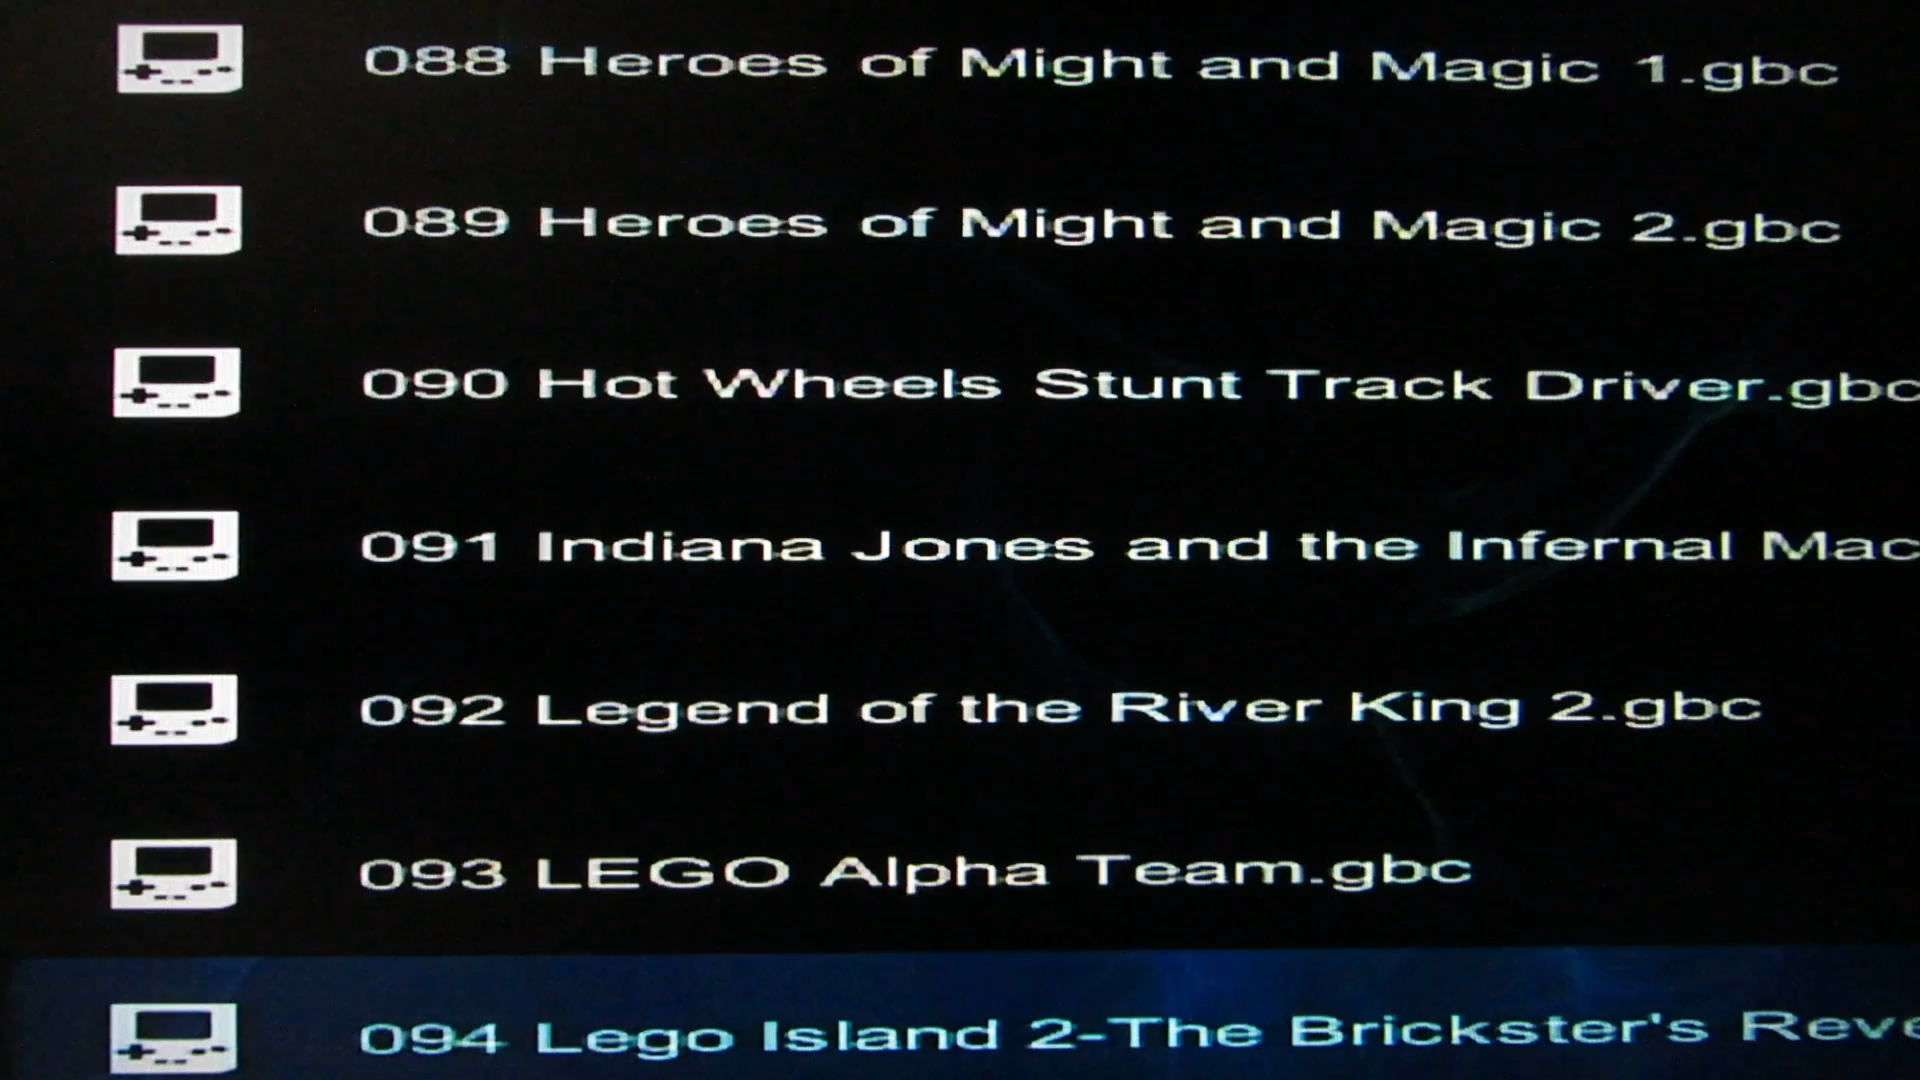 088 Heroes of Might and Magic 1.gbc
089 Heroes of Might and Magic 2.gbc
090 Hot Wheels Stunt Track Driver.gbc
091 Indiana Jones and the Infernal Mac
092 Legend of the River King 2.gbc
093 LEGO Alpha Team.gbc
094 Lego Island 2-The Brickster's Reve